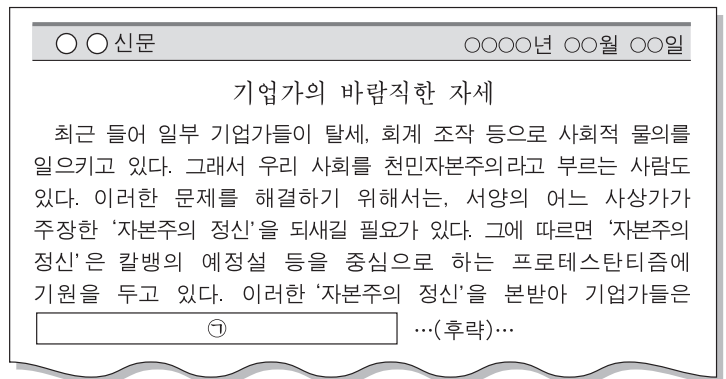 ○ ○ 신문 ○○○○년 ○○월 ○○일
기업가의 바람직한 자세
최근 들어 일부 기업가들이 탈세, 회계 조작 등으로 사회적 물의를
일으키고 있다. 그래서 우리 사회를 천민자본주의라고 부르는 사람도
있다. 이러한 문제를 해결하기 위해서는, 서양의 어느 사상가가
주장한 ‘자본주의 정신’을 되새길 필요가 있다. 그에 따르면 ‘자본주의
정신’은 칼뱅의 예정설 등을 중심으로 하는 프로테스탄티즘에
기원을 두고 있다. 이러한 ‘자본주의 정신’을 본받아 기업가들은
㉠ …(후략)…